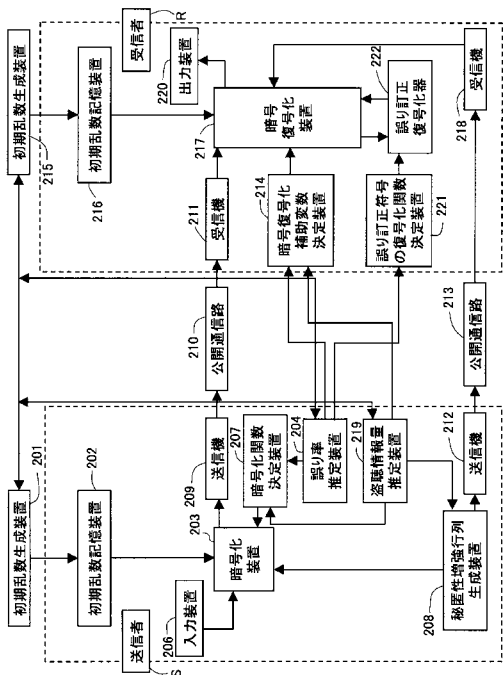 受信者
R
初期乱数生成装置
215
初期乱数記憶装置
216
出力装置
220
暗号
復号化
装置
217
誤り訂正
復号化器
222
受信機
218
受信機
211
暗号復号化
補助変数
決定装置
214
誤り訂正符号
の復号化関数
決定装置
221
公開通信路
210
公開通信路
213
初期乱数生成装置
201
初期乱数記憶装置
202
送信機
209
暗号化関数
決定装置
207
誤り率
推定装置
204
盗聴情報量
推定装置
219
送信機
212
暗号化
装置
203
入力装置
206
秘匿性増強行列
生成装置
208
送信者
S